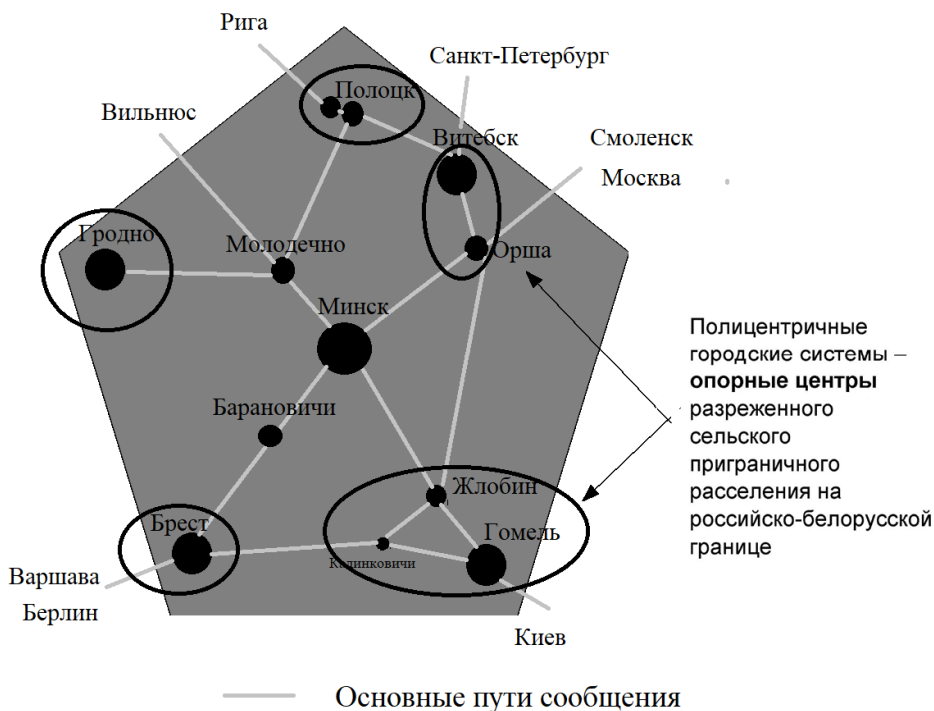 Рига
Санкт-Петербург
Полоцк
Вильнюс
Витебск
Смоленск
Москва
Гродно
Молодечно
Орша
Минск
Полицентричные
городские системы –
опорные центры
разреженного
сельского
приграничного
расселения на
российско-белорусской
границе
Барановичи
Жлобин
Брест
Гомель
Калинковичи
Варшава
Берлин
Киев
Основные пути сообщения